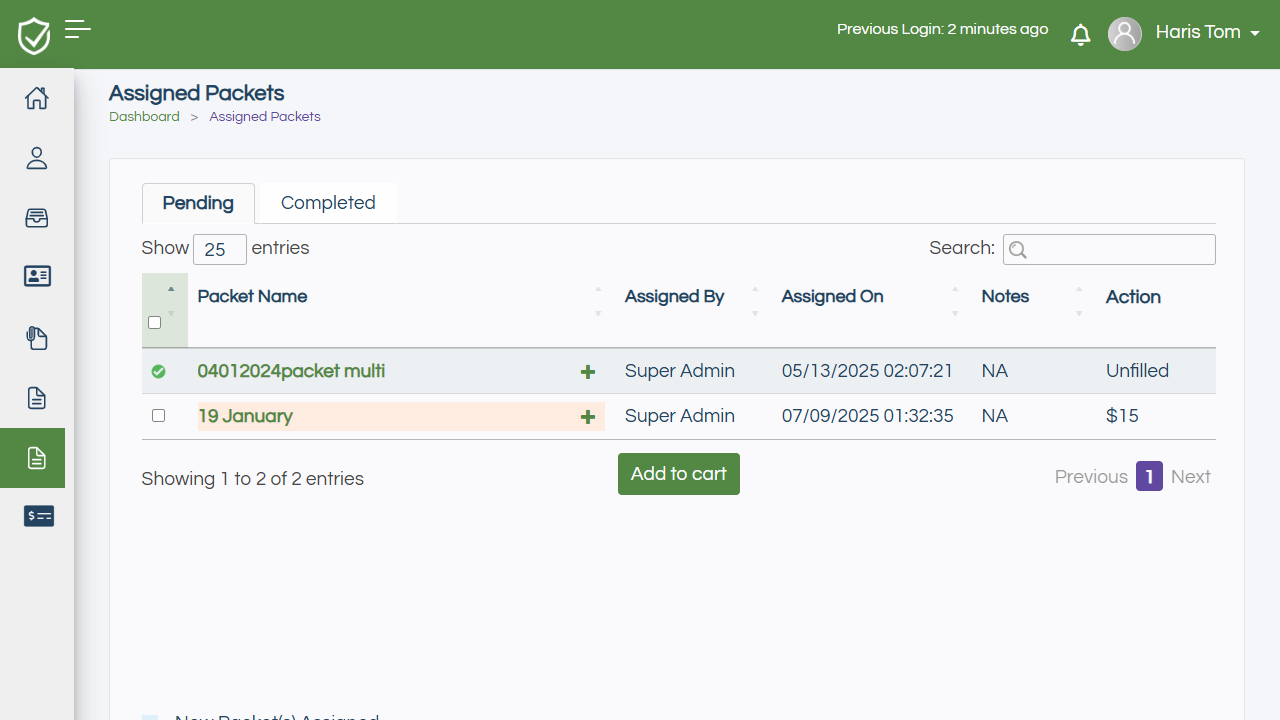 Previous Login: 2 minutes ago Haris Tom
Assigned Packets
Dashboard > Assigned Packets
Pending Completed
Show 25 entries Search:
Packet Name Assigned By Assigned On Notes Action
04012024packet multi Super Admin 05/13/2025 02:07:21 NA Unfilled
19 January Super Admin 07/09/2025 01:32:35 NA $15
Showing 1 to 2 of 2 entries Add to cart Previous 1 Next
New Packet(s) Assigned